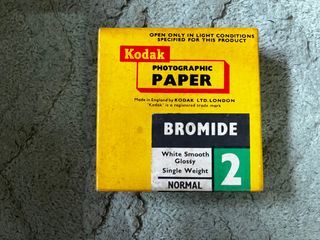 OPEN ONLY IN LIGHT CONDITIONS
SPECIFIED FOR THIS PRODUCT
Kodak
PHOTOGRAPHIC
PAPER
Made in England by KODAK LTD. LONDON
"Kodak" is a registered trade mark
BROMIDE
White Smooth
Glossy
Single Weight
NORMAL
2